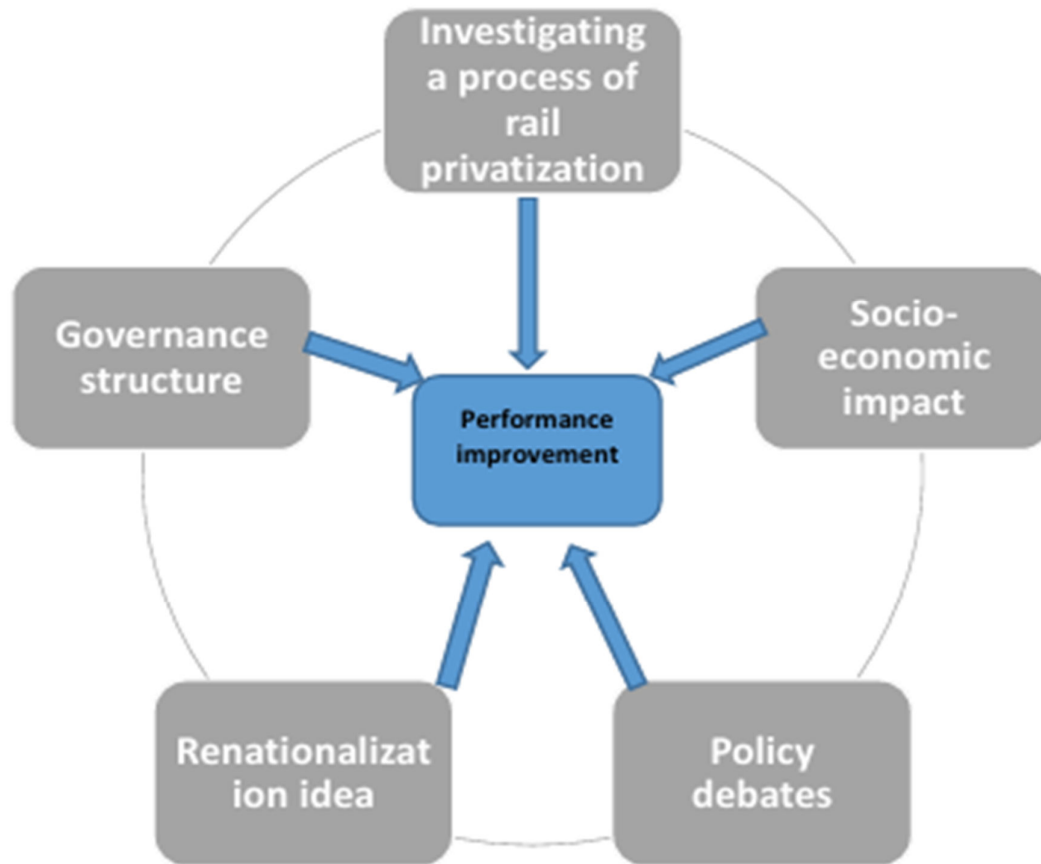 Investigating
a process of
rail
privatization
Governance
structure
Socio-
economic
impact
Performance
improvement
Renationalizat
ion idea
Policy
debates